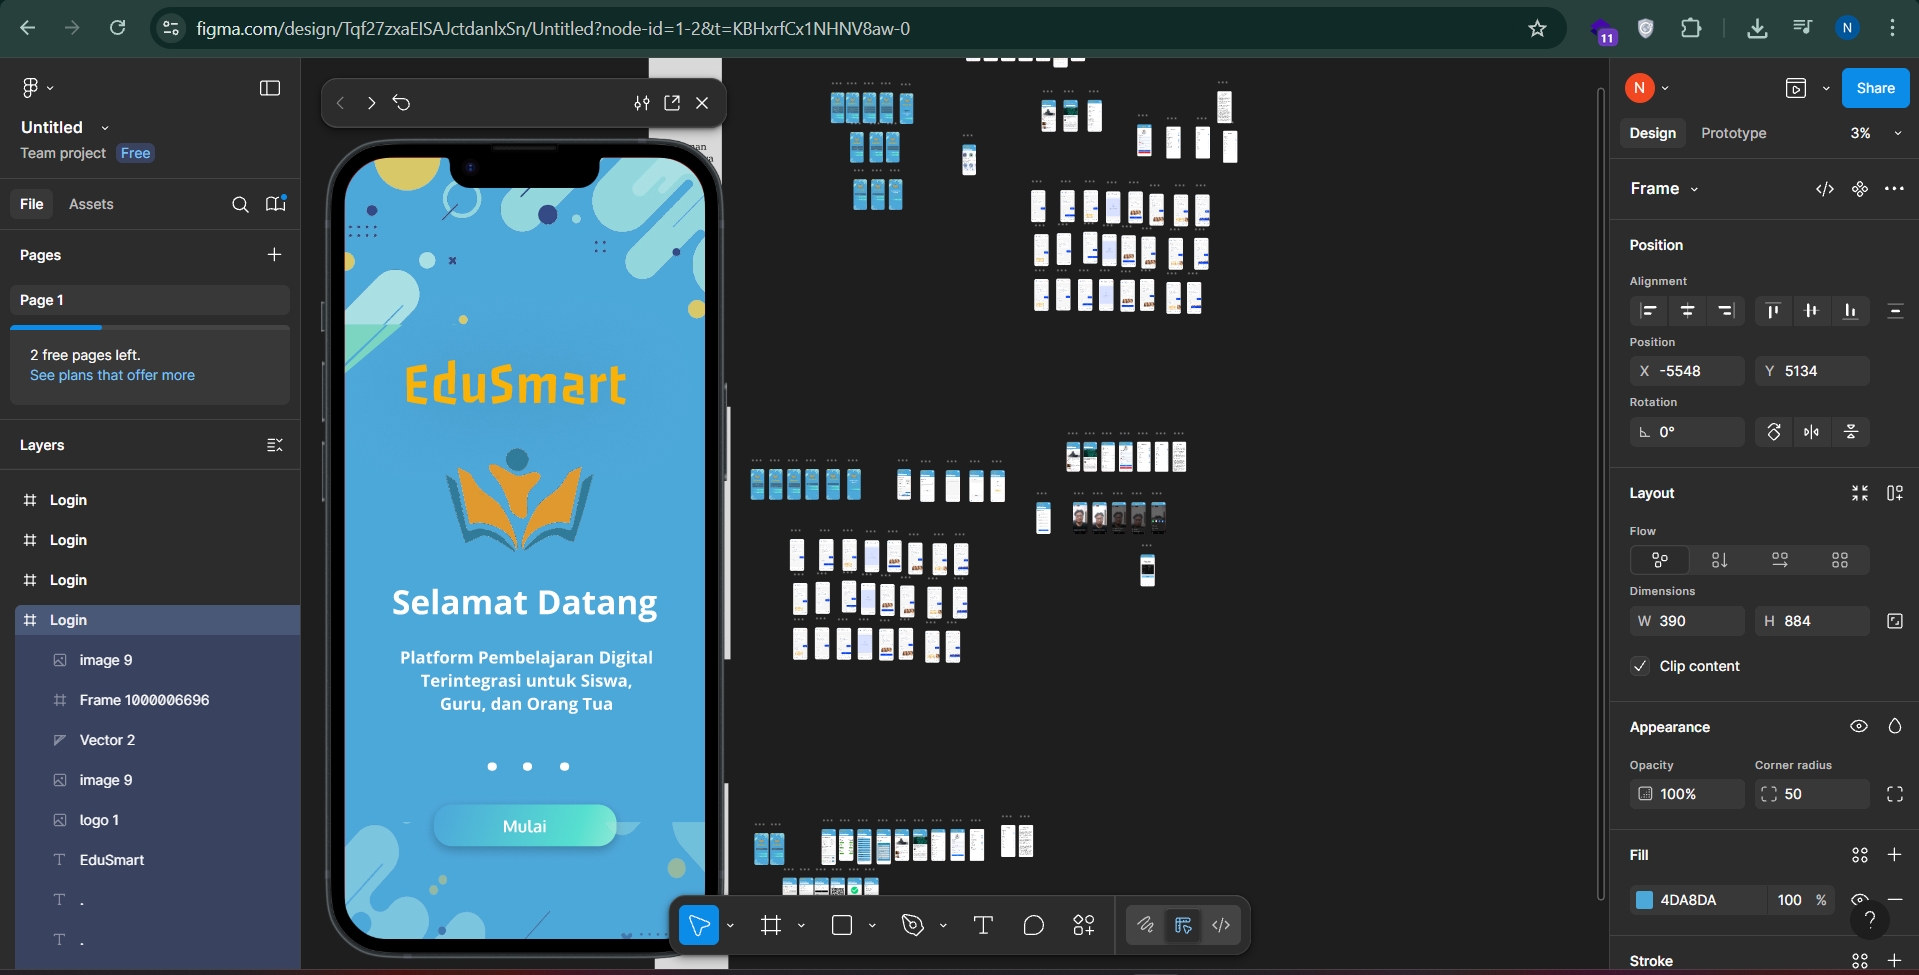 figma.com/design/Tqf27zxaElSAJctdanlxSn/Untitled?node-id=1-2&t=KBHxrfCx1NHNV8aw-0
11
N
Untitled
Team project
Free
File
Assets
Pages
Page 1
2 free pages left.
See plans that offer more
Layers
Login
Login
Login
Login
image 9
Frame 1000006696
Vector 2
image 9
logo 1
EduSmart
.
.
EduSmart
Selamat Datang
Platform Pembelajaran Digital
Terintegrasi untuk Siswa,
Guru, dan Orang Tua
Mulai
N
Share
Design
Prototype
3%
Frame
Position
Alignment
Position
X -5548
Y 5134
Rotation
0°
Layout
Flow
Dimensions
W 390
H 884
Clip content
Appearance
Opacity
Corner radius
100%
50
Fill
4DA8DA
100 %
?
Stroke